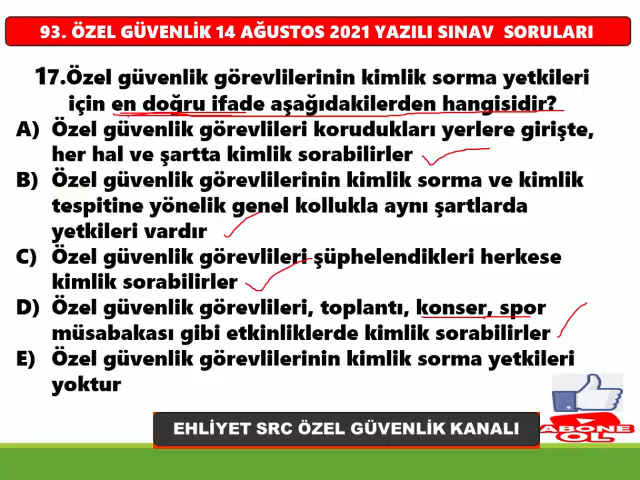 93. ÖZEL GÜVENLİK 14 AĞUSTOS 2021 YAZILI SINAV SORULARI
17.Özel güvenlik görevlilerinin kimlik sorma yetkileri
için en doğru ifade aşağıdakilerden hangisidir?
A) Özel güvenlik görevlileri korudukları yerlere girişte,
her hal ve şartta kimlik sorabilirler
B) Özel güvenlik görevlilerinin kimlik sorma ve kimlik
tespitine yönelik genel kollukla aynı şartlarda
yetkileri vardır
C) Özel güvenlik görevlileri şüphelendikleri herkese
kimlik sorabilirler
D) Özel güvenlik görevlileri, toplantı, konser, spor
müsabakası gibi etkinliklerde kimlik sorabilirler
E) Özel güvenlik görevlilerinin kimlik sorma yetkileri
yoktur
EHLİYET SRC ÖZEL GÜVENLİK KANALI
ABONE
OL